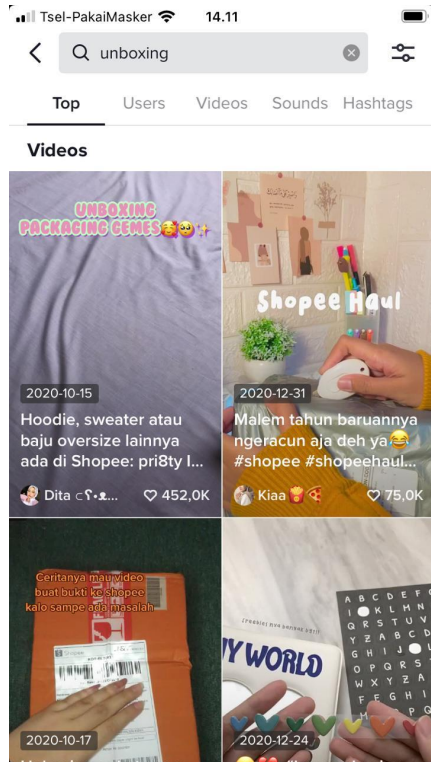 Tsel-PakaiMasker 14.11
unboxing
Top Users Videos Sounds Hashtags
Videos
UNBOXING
PACKAGING GEMES🥰🥺✨
2020-10-15
Hoodie, sweater atau
baju oversize lainnya
ada di Shopee: pri8ty l...
Dita ⊂ʕ•ᴥ... 452,0K
Shopee Haul
2020-12-31
Malem tahun baruannya
ngeracun aja deh ya😂
#shopee #shopeehaul...
Kiaa🍟🍕 75,0K
Ceritanya mau video
buat bukti ke shopee
kalo sampe ada masalah
2020-10-17
MY WORLD
A B C D E F G
I K L M N
Q R S T U V
Y Z A B C D
G H I J L
O P Q R S
W X Y Z A
F F G H I
P Q
2020-12-24